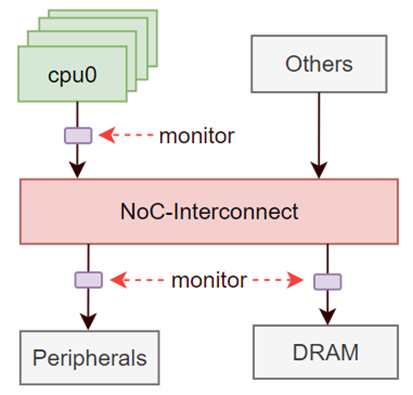 cpu0
Others
monitor
NoC-Interconnect
monitor
Peripherals
DRAM